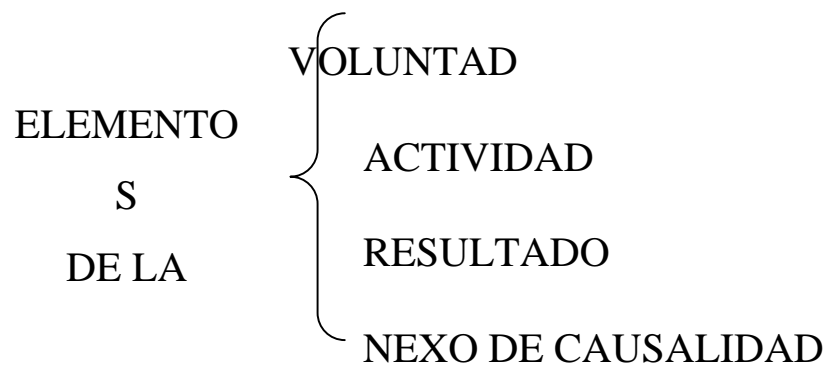 ELEMENTO
S
DE LA
VOLUNTAD
ACTIVIDAD
RESULTADO
NEXO DE CAUSALIDAD